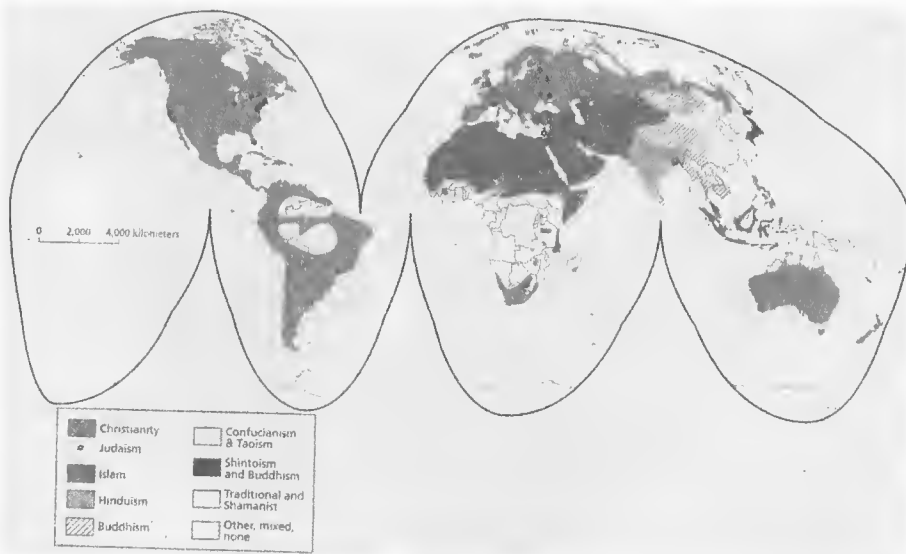 0 2,000 4,000 kilometers
Christianity
Judaism
Islam
Hinduism
Buddhism
Confucianism
& Taoism
Shintoism
and Buddhism
Traditional and
Shamanist
Other, mixed,
none